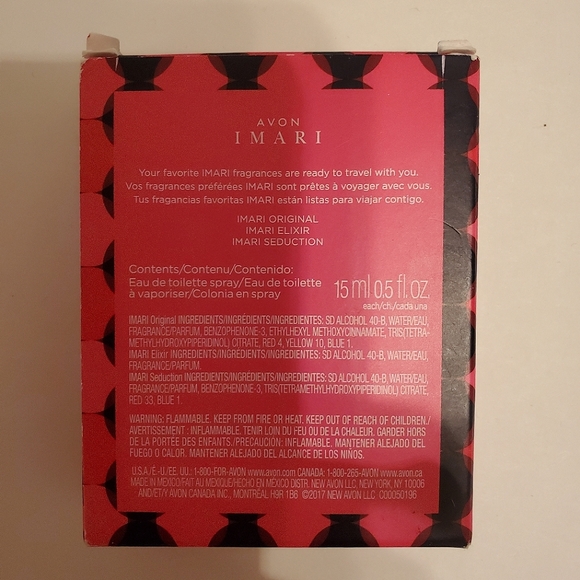 AVON
IMARI
Your favorite IMARI fragrances are ready to travel with you.
Vos fragrances preférées IMARI sont prêtes à voyager avec vous.
Tus fragancias favoritas IMARI están listas para viajar contigo.
IMARI ORIGINAL
IMARI ELIXIR
IMARI SEDUCTION
Contents/Contenu/Contenido:
Eau de toilette spray/Eau de toilette
à vaporiser/Colonia en spray
15 ml 0.5 fl. oz.
each/ch./cada una
IMARI Original INGREDIENTS/INGRÉDIENTS/INGREDIENTES: SD ALCOHOL 40-B, WATER/EAU,
FRAGRANCE/PARFUM, BENZOPHENONE-3, ETHYLHEXYL METHOXYCINNAMATE, TRIS(TETRA-
METHYLHYDROXYPIPERIDINOL) CITRATE, RED 4, YELLOW 10, BLUE 1.
IMARI Elixir INGREDIENTS/INGRÉDIENTS/INGREDIENTES: SD ALCOHOL 40-B, WATER/EAU,
FRAGRANCE/PARFUM.
IMARI Seduction INGREDIENTS/INGRÉDIENTS/INGREDIENTES: SD ALCOHOL 40-B, WATER/EAU,
FRAGRANCE/PARFUM, BENZOPHENONE-3, TRIS(TETRAMETHYLHYDROXYPIPERIDINOL) CITRATE,
RED 33, BLUE 1.
WARNING: FLAMMABLE. KEEP FROM FIRE OR HEAT. KEEP OUT OF REACH OF CHILDREN./
AVERTISSEMENT : INFLAMMABLE. TENIR LOIN DU FEU OU DE LA CHALEUR. GARDER HORS
DE LA PORTÉE DES ENFANTS./PRECAUCIÓN: INFLAMABLE. MANTENER ALEJADO DEL
FUEGO O CALOR. MANTENER ALEJADO DEL ALCANCE DE LOS NIÑOS.
U.S.A./É.-U./EE. UU.: 1-800-FOR-AVON www.avon.com CANADA: 1-800-265-AVON www.avon.ca
MADE IN MEXICO/FAIT AU MEXIQUE/HECHO EN MÉXICO DISTR. NEW AVON LLC, NEW YORK, NY 10006
AND/ET/Y AVON CANADA INC., MONTRÉAL H9R 1B6 ©2017 NEW AVON LLC C00050196